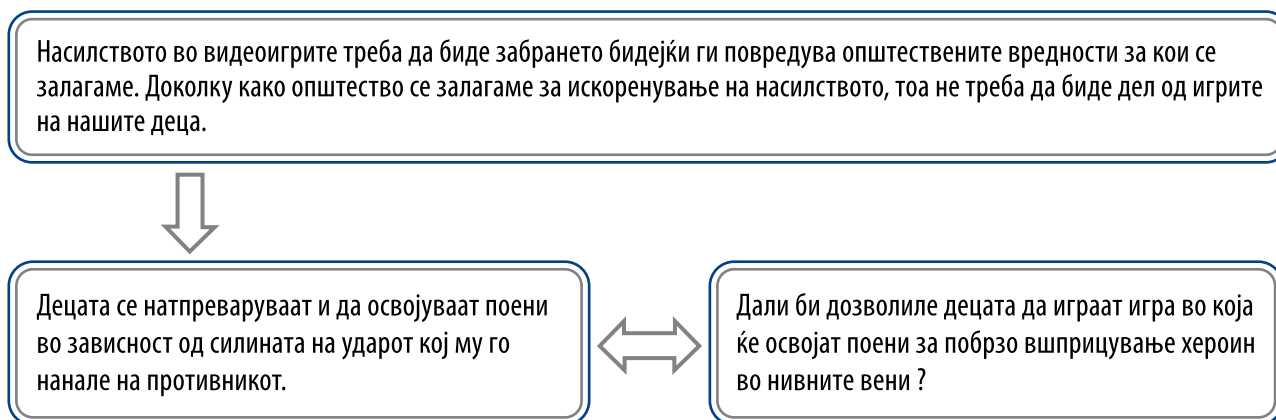 Насилството во видеоигрите треба да биде забрането бидејќи ги повредува општествените вредности за кои се
залагаме. Доколку како општество се залагаме за искоренување на насилството, тоа не треба да биде дел од игрите
на нашите деца.
Децата се натпреваруваат и да освојуваат поени
во зависност од силината на ударот кој му го
нанале на противникот.
Дали би дозволиле децата да играат игра во која
ќе освојат поени за побрзо вшприцување хероин
во нивните вени ?